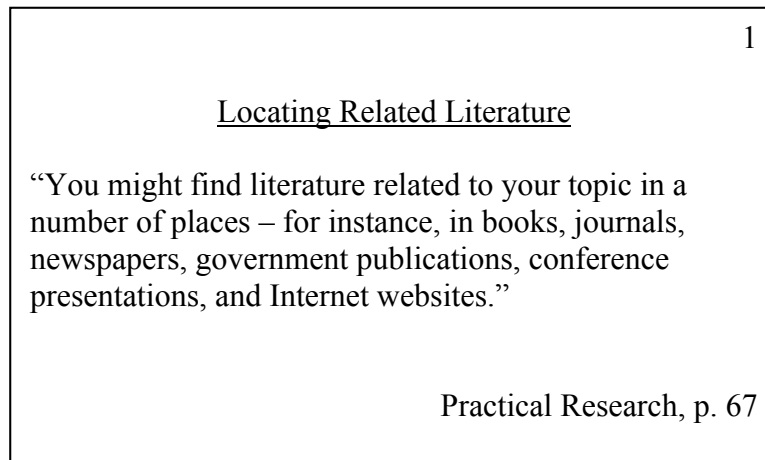 1
Locating Related Literature
“You might find literature related to your topic in a
number of places – for instance, in books, journals,
newspapers, government publications, conference
presentations, and Internet websites.”
Practical Research, p. 67